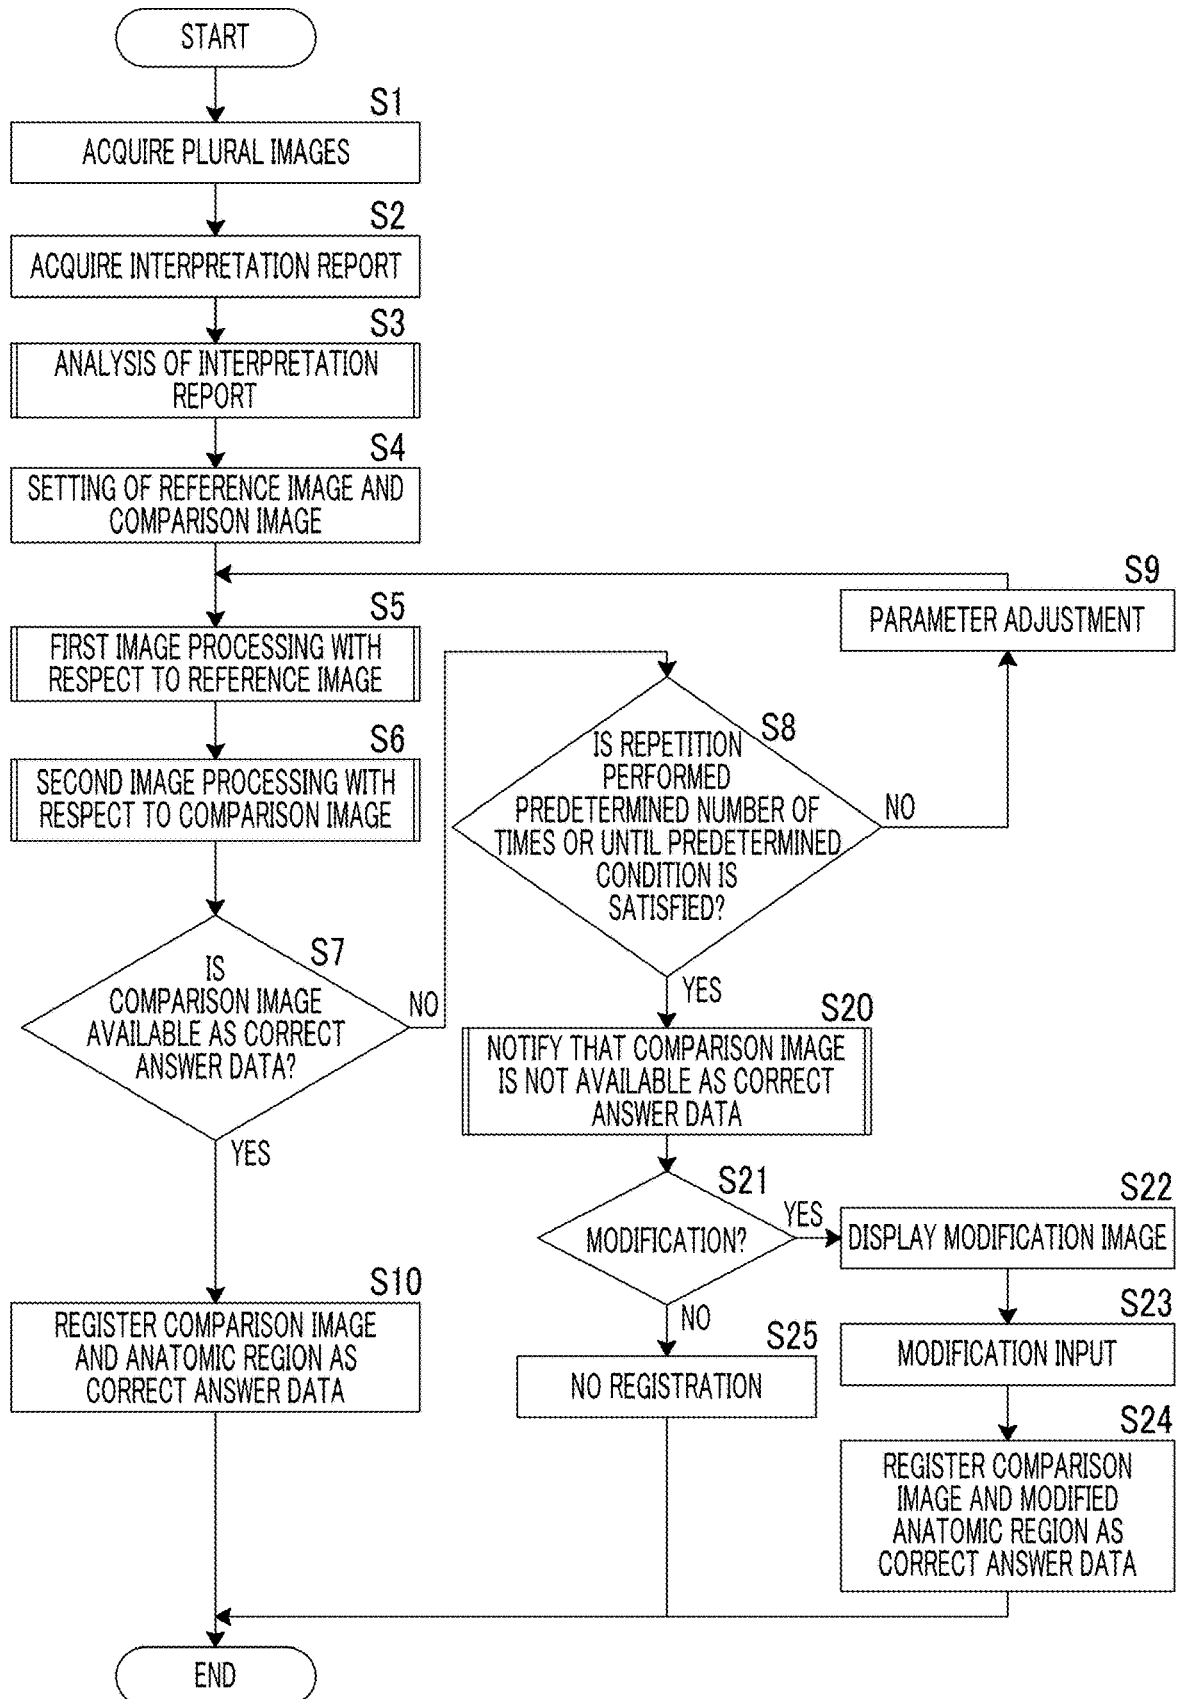 START
S1
ACQUIRE PLURAL IMAGES
S2
ACQUIRE INTERPRETATION REPORT
S3
ANALYSIS OF INTERPRETATION
REPORT
S4
SETTING OF REFERENCE IMAGE AND
COMPARISON IMAGE
S5
FIRST IMAGE PROCESSING WITH
RESPECT TO REFERENCE IMAGE
S6
SECOND IMAGE PROCESSING WITH
RESPECT TO COMPARISON IMAGE
S7
IS
COMPARISON IMAGE
AVAILABLE AS CORRECT
ANSWER DATA?
NO
YES
S8
IS REPETITION
PERFORMED
PREDETERMINED NUMBER OF
TIMES OR UNTIL PREDETERMINED
CONDITION IS
SATISFIED?
NO
YES
S9
PARAMETER ADJUSTMENT
S10
REGISTER COMPARISON IMAGE
AND ANATOMIC REGION AS
CORRECT ANSWER DATA
S20
NOTIFY THAT COMPARISON IMAGE
IS NOT AVAILABLE AS CORRECT
ANSWER DATA
S21
MODIFICATION?
YES
NO
S22
DISPLAY MODIFICATION IMAGE
S23
MODIFICATION INPUT
S24
REGISTER COMPARISON
IMAGE AND MODIFIED
ANATOMIC REGION AS
CORRECT ANSWER DATA
S25
NO REGISTRATION
END